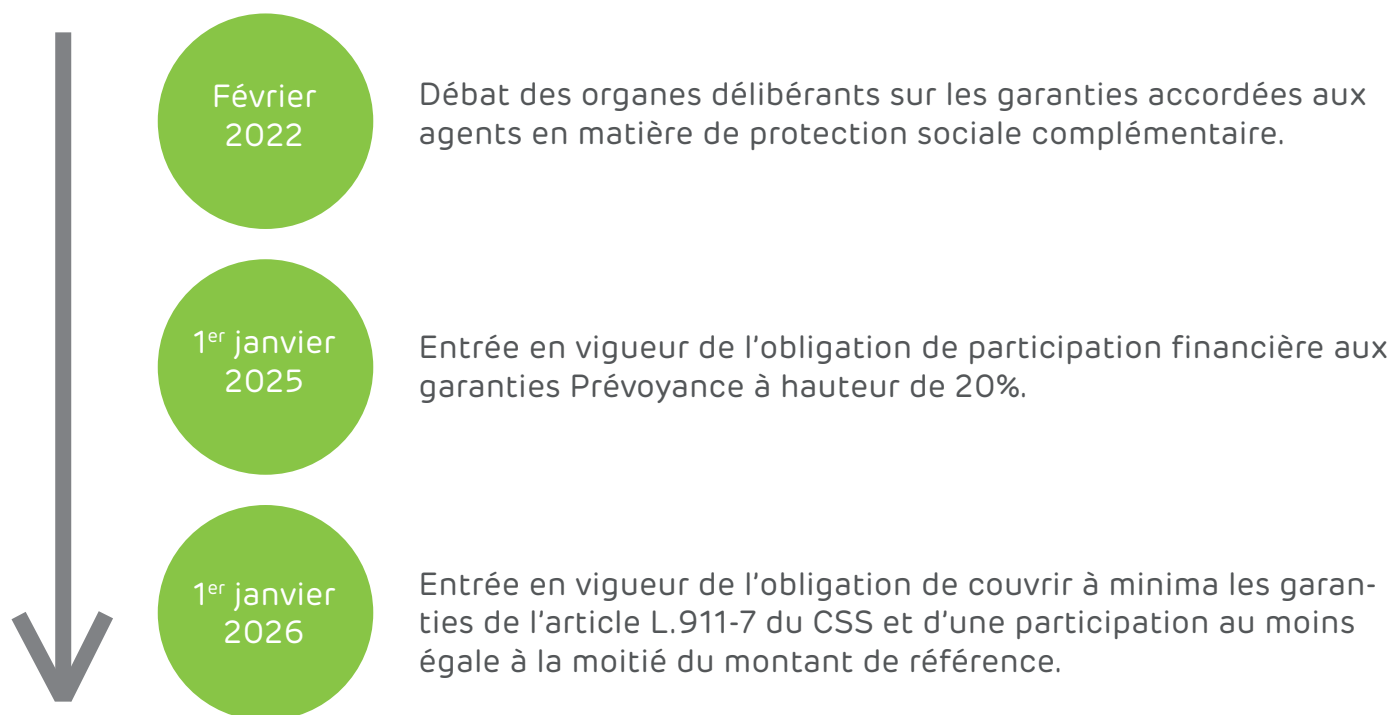 Février
2022
Débat des organes délibérants sur les garanties accordées aux
agents en matière de protection sociale complémentaire.
1er janvier
2025
Entrée en vigueur de l'obligation de participation financière aux
garanties Prévoyance à hauteur de 20%.
1er janvier
2026
Entrée en vigueur de l'obligation de couvrir à minima les garan-
ties de l'article L.911-7 du CSS et d'une participation au moins
égale à la moitié du montant de référence.